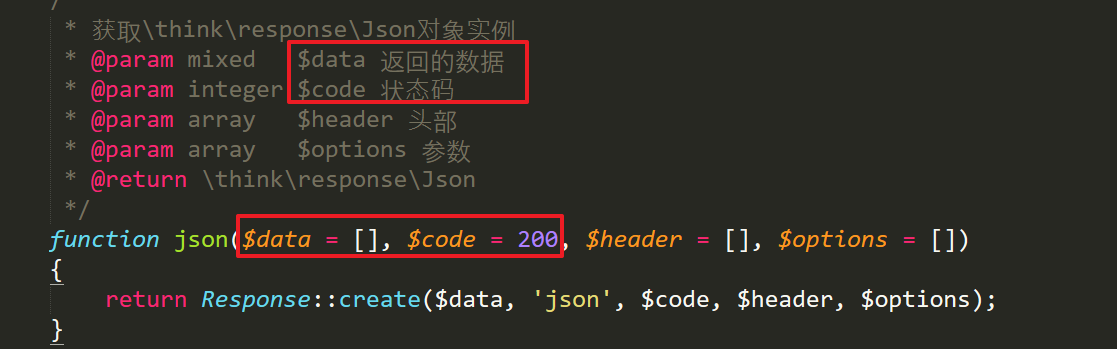 /
* 获取\think\response\Json对象实例
* @param mixed   $data 返回的数据
* @param integer $code 状态码
* @param array   $header 头部
* @param array   $options 参数
* @return \think\response\Json
*/
function json($data = [], $code = 200, $header = [], $options = [])
{
    return Response::create($data, 'json', $code, $header, $options);
}